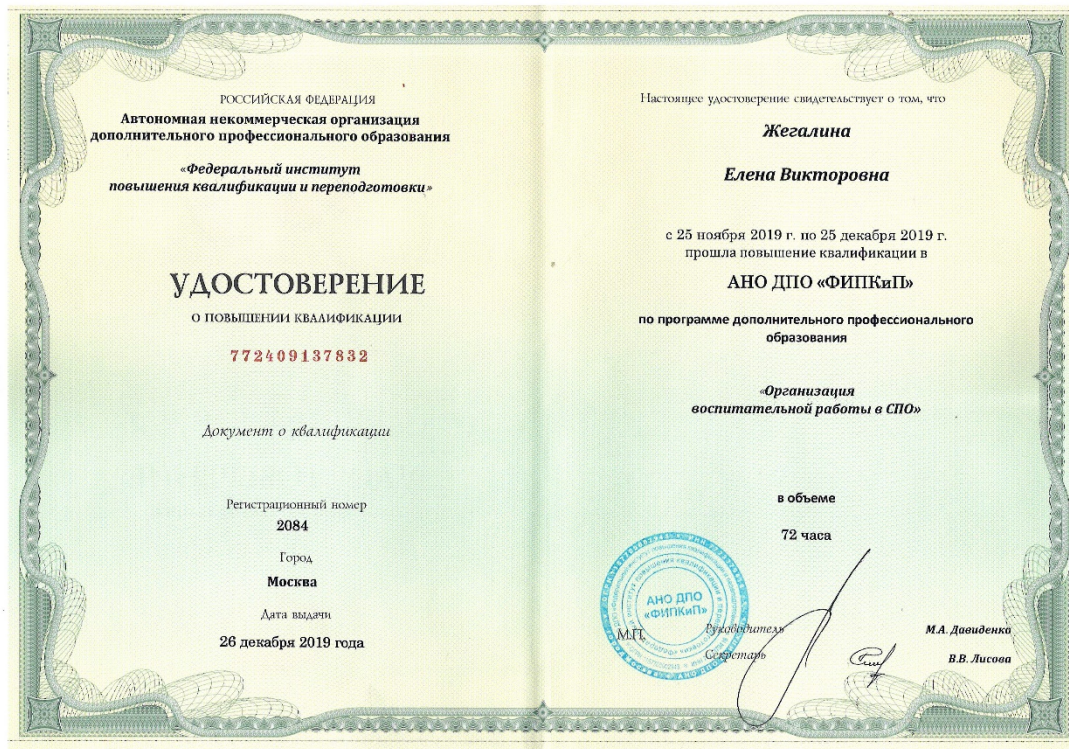 РОССИЙСКАЯ ФЕДЕРАЦИЯ
Автономная некоммерческая организация
дополнительного профессионального образования
«Федеральный институт
повышения квалификации и переподготовки»
УДОСТОВЕРЕНИЕ
О ПОВЫШЕНИИ КВАЛИФИКАЦИИ
772409137832
Документ о квалификации
Регистрационный номер
2084
Город
Москва
Дата выдачи
26 декабря 2019 года
Настоящее удостоверение свидетельствует о том, что
Жегалина
Елена Викторовна
с 25 ноября 2019 г. по 25 декабря 2019 г.
прошла повышение квалификации в
АНО ДПО «ФИПКиП»
по программе дополнительного профессионального
образования
«Организация
воспитательной работы в СПО»
в объеме
72 часа
АНО ДПО
«ФИПКиП»
М.П.
Руководитель
М.А. Давиденко
Секретарь
В.В. Лисова